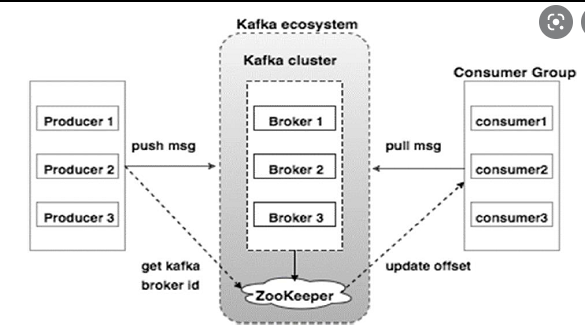 Kafka ecosystem
Kafka cluster
Consumer Group
Producer 1
Producer 2
Producer 3
push msg
Broker 1
Broker 2
Broker 3
pull msg
consumer1
consumer2
consumer3
get kafka
broker id
ZooKeeper
update offset